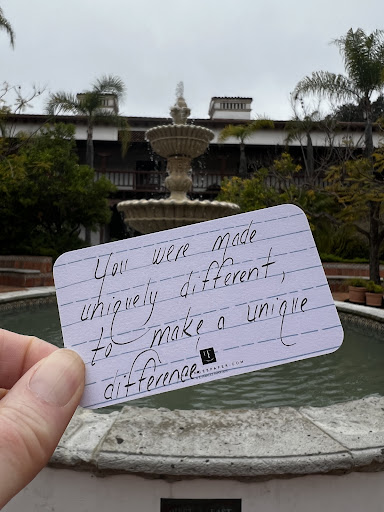 You were made
uniquely different,
to make a unique
difference!